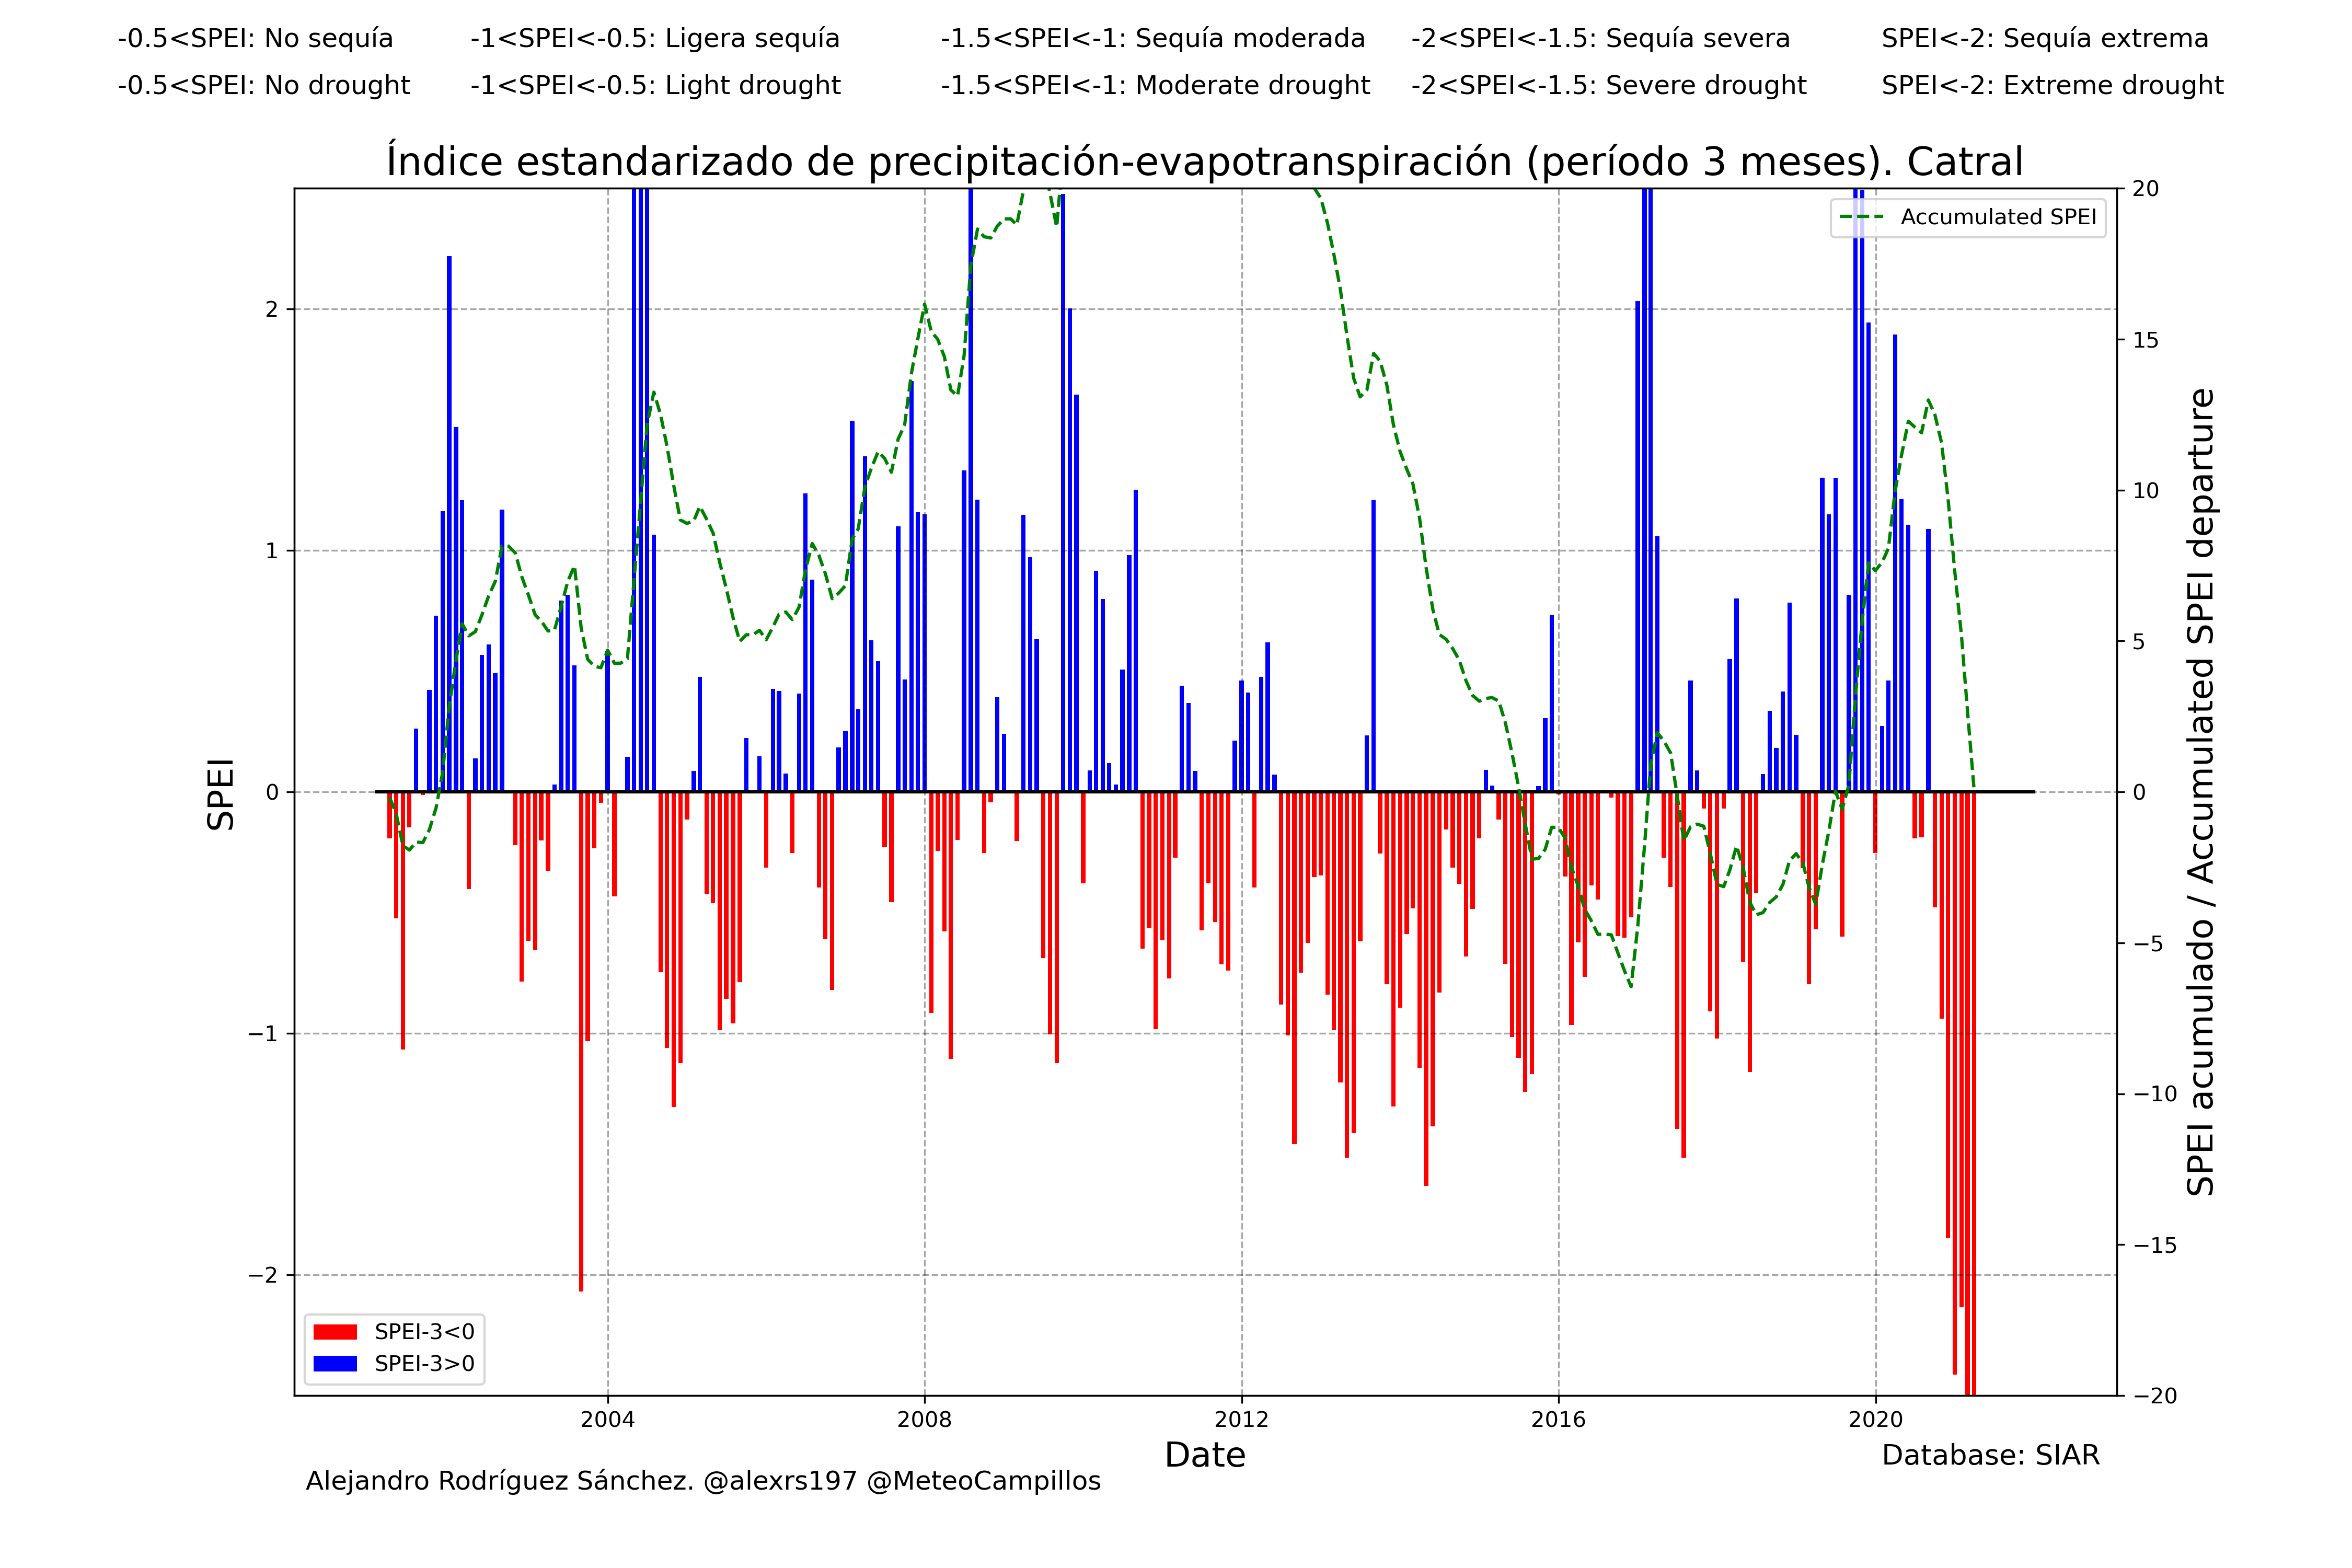 -0.5<SPEI: No sequía -1<SPEI<-0.5: Ligera sequía -1.5<SPEI<-1: Sequía moderada -2<SPEI<-1.5: Sequía severa SPEI<-2: Sequía extrema
-0.5<SPEI: No drought -1<SPEI<-0.5: Light drought -1.5<SPEI<-1: Moderate drought -2<SPEI<-1.5: Severe drought SPEI<-2: Extreme drought
Índice estandarizado de precipitación-evapotranspiración (período 3 meses). Catral
Accumulated SPEI
SPEI
2
1
0
−1
−2
20
15
10
5
0
−5
−10
−15
−20
SPEI acumulado / Accumulated SPEI departure
SPEI-3<0
SPEI-3>0
2004 2008 2012 2016 2020
Date
Database: SIAR
Alejandro Rodríguez Sánchez. @alexrs197 @MeteoCampillos